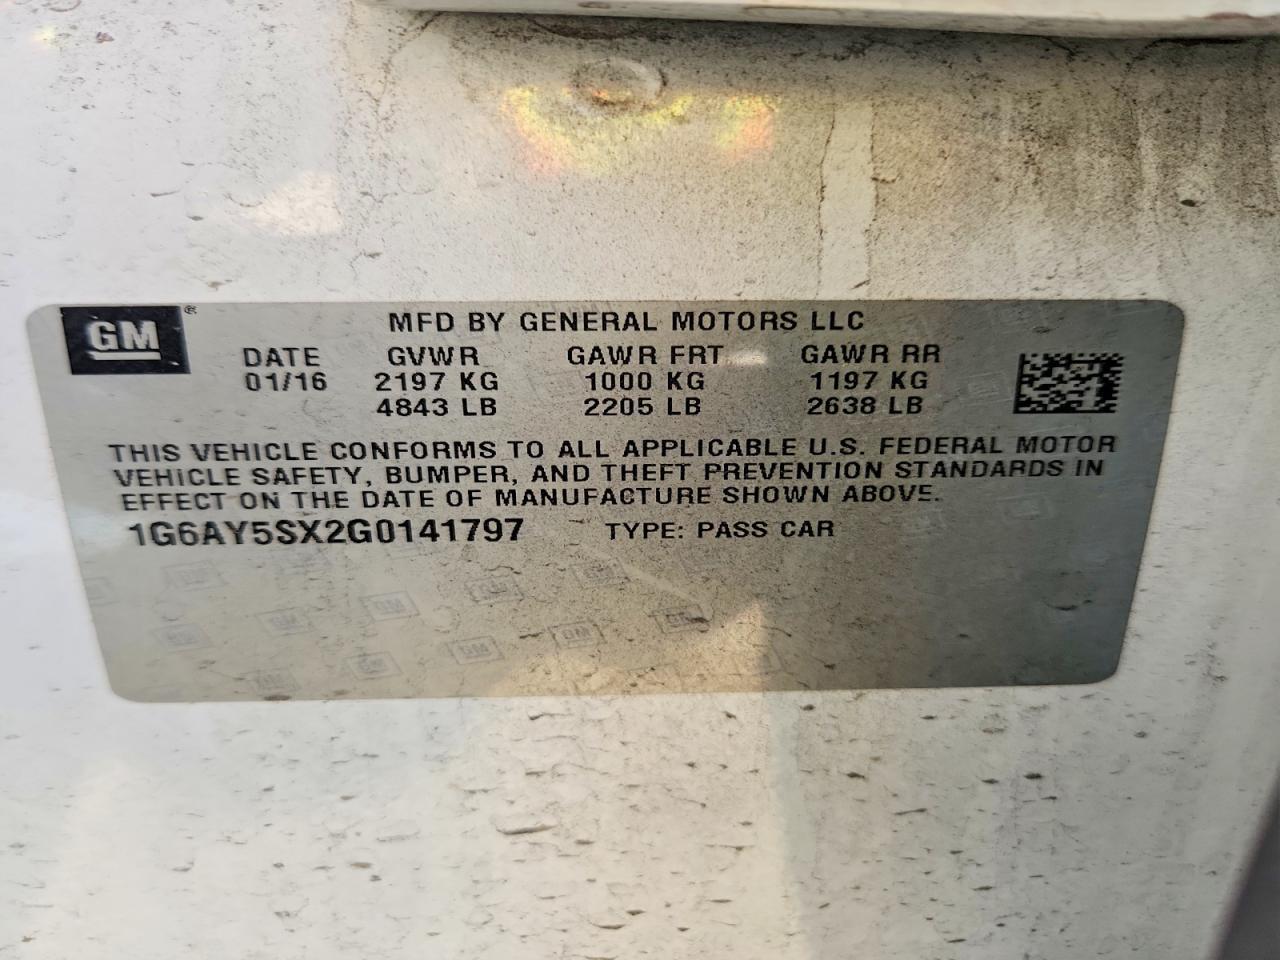 GM ®
MFD BY GENERAL MOTORS LLC
DATE GVWR GAWR FRT GAWR RR
01/16 2197 KG 1000 KG 1197 KG
4843 LB 2205 LB 2638 LB
THIS VEHICLE CONFORMS TO ALL APPLICABLE U.S. FEDERAL MOTOR
VEHICLE SAFETY, BUMPER, AND THEFT PREVENTION STANDARDS IN
EFFECT ON THE DATE OF MANUFACTURE SHOWN ABOVE.
1G6AY5SX2G0141797 TYPE: PASS CAR